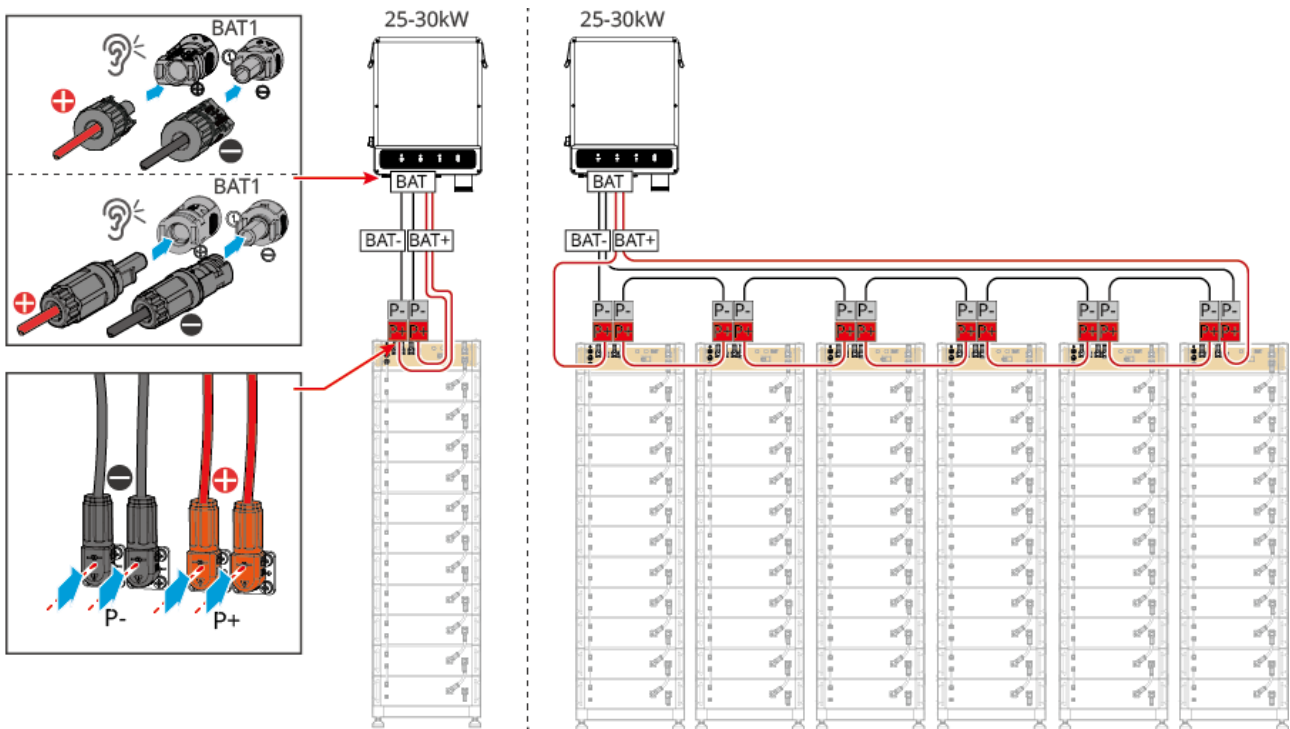 25-30kW
25-30kW
BAT1
BAT
BAT
BAT1
BAT- BAT+
BAT- BAT+
P- P-
P+ P+
P- P- P- P- P- P- P- P- P- P- P- P-
P+ P+ P+ P+ P+ P+ P+ P+ P+ P+ P+ P+
P- P+